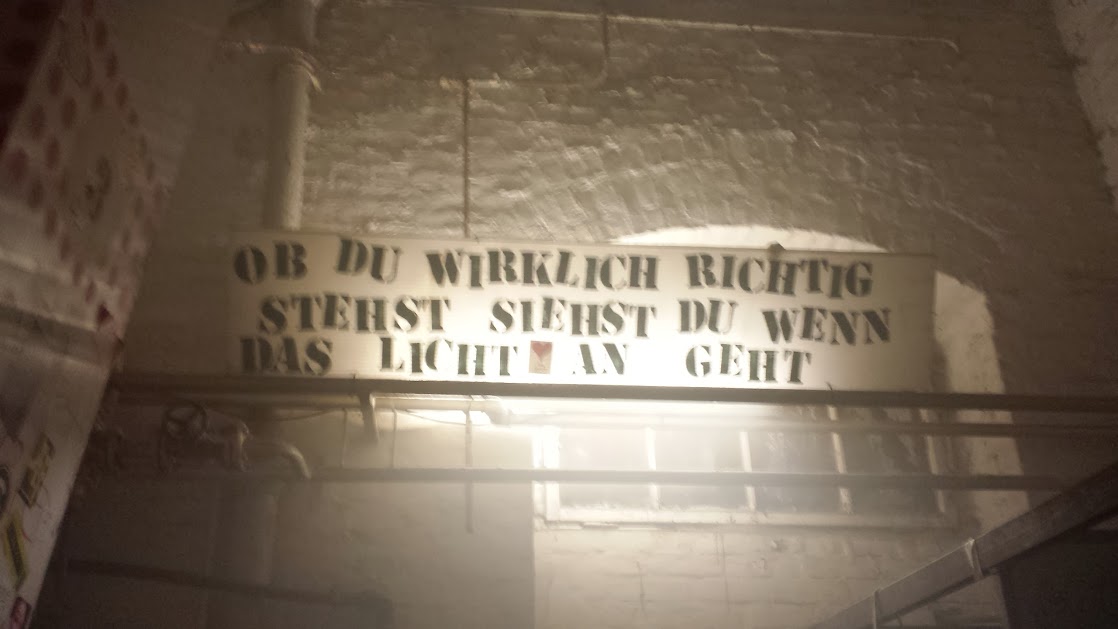 OB DU WIRKLICH RICHTIG
STEHST SIEHST DU WENN
DAS LICHT AN GEHT